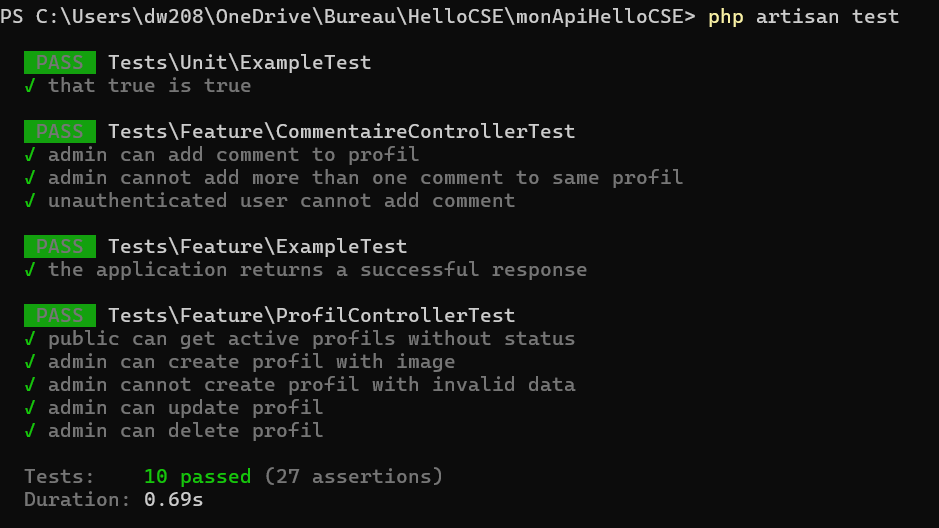 PS C:\Users\dw208\OneDrive\Bureau\HelloCSE\monApiHelloCSE> php artisan test
PASS Tests\Unit\ExampleTest
✓ that true is true
PASS Tests\Feature\CommentaireControllerTest
✓ admin can add comment to profil
✓ admin cannot add more than one comment to same profil
✓ unauthenticated user cannot add comment
PASS Tests\Feature\ExampleTest
✓ the application returns a successful response
PASS Tests\Feature\ProfilControllerTest
✓ public can get active profils without status
✓ admin can create profil with image
✓ admin cannot create profil with invalid data
✓ admin can update profil
✓ admin can delete profil
Tests: 10 passed (27 assertions)
Duration: 0.69s